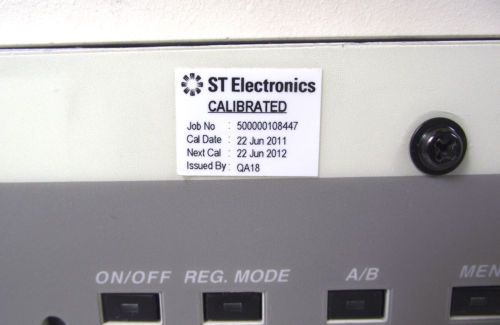 ST Electronics
CALIBRATED
Job No : 500000108447
Cal Date : 22 Jun 2011
Next Cal : 22 Jun 2012
Issued By : QA18
ON/OFF REG. MODE A/B MEN